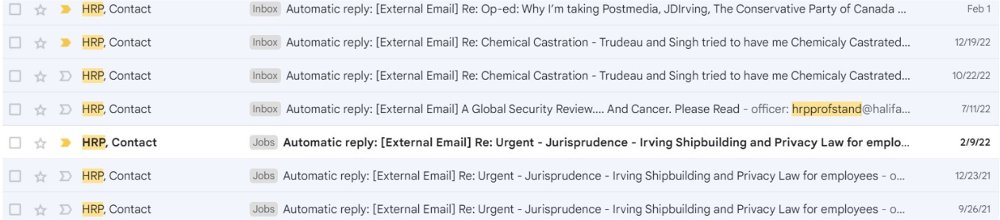 HRP, Contact Inbox Automatic reply: [External Email] Re: Op-ed: Why I'm taking Postmedia, JDIrving, The Conservative Party of Canada ... Feb 1
HRP, Contact Inbox Automatic reply: [External Email] Re: Chemical Castration - Trudeau and Singh tried to have me Chemicaly Castrated... 12/19/22
HRP, Contact Inbox Automatic reply: [External Email] Re: Chemical Castration - Trudeau and Singh tried to have me Chemicaly Castrated... 10/22/22
HRP, Contact Inbox Automatic reply: [External Email] A Global Security Review.... And Cancer. Please Read - officer: hrpprofstand@halifa... 7/11/22
HRP, Contact Jobs Automatic reply: [External Email] Re: Urgent - Jurisprudence - Irving Shipbuilding and Privacy Law for emplo... 2/9/22
HRP, Contact Jobs Automatic reply: [External Email] Re: Urgent - Jurisprudence - Irving Shipbuilding and Privacy Law for employees - o... 12/23/21
HRP, Contact Jobs Automatic reply: [External Email] Re: Urgent - Jurisprudence - Irving Shipbuilding and Privacy Law for employees - o... 9/26/21